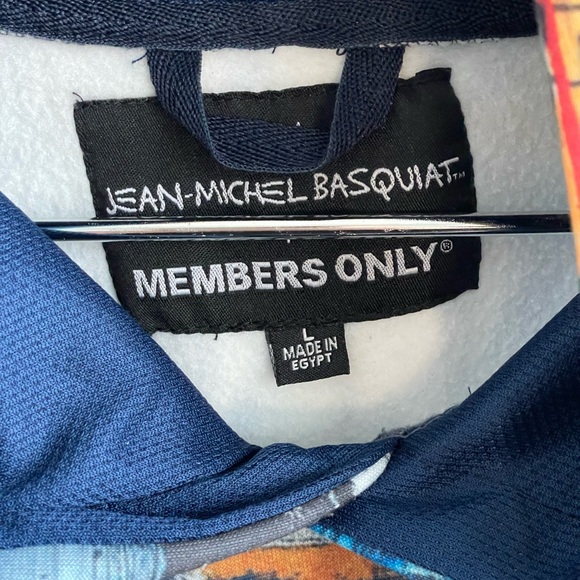 JEAN-MICHEL BASQUIAT™
MEMBERS ONLY®
L
MADE IN
EGYPT